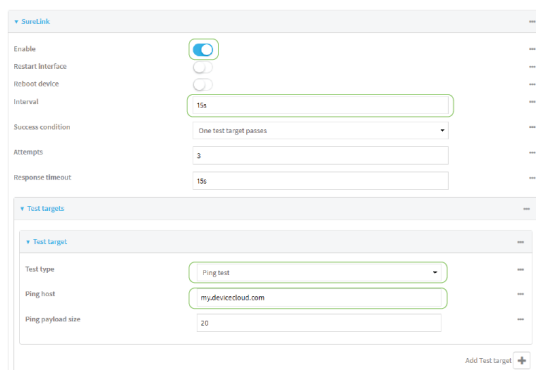 SureLink
Enable
Restart interface
Reboot device
Interval 15s
Success condition One test target passes
Attempts 3
Response timeout 15s
Test targets
Test target
Test type Ping test
Ping host my.devicecloud.com
Ping payload size 20
Add Test target